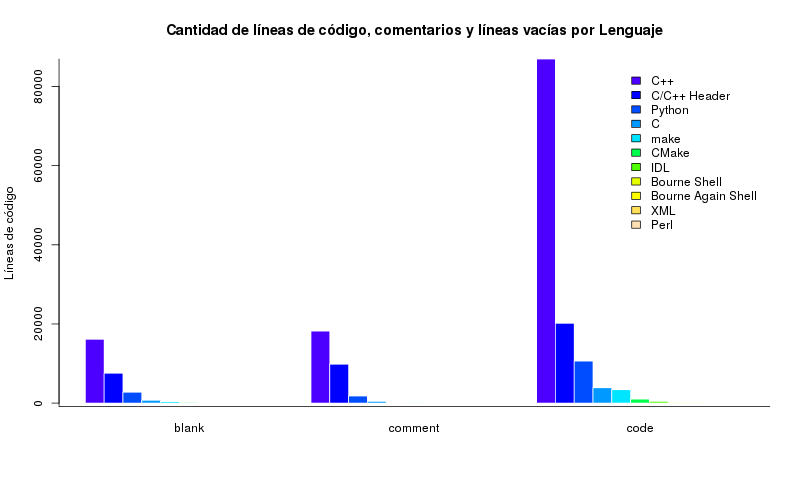 Cantidad de líneas de código, comentarios y líneas vacías por Lenguaje
Líneas de código
80000
60000
40000
20000
0
C++
C/C++ Header
Python
C
make
CMake
IDL
Bourne Shell
Bourne Again Shell
XML
Perl
blank
comment
code